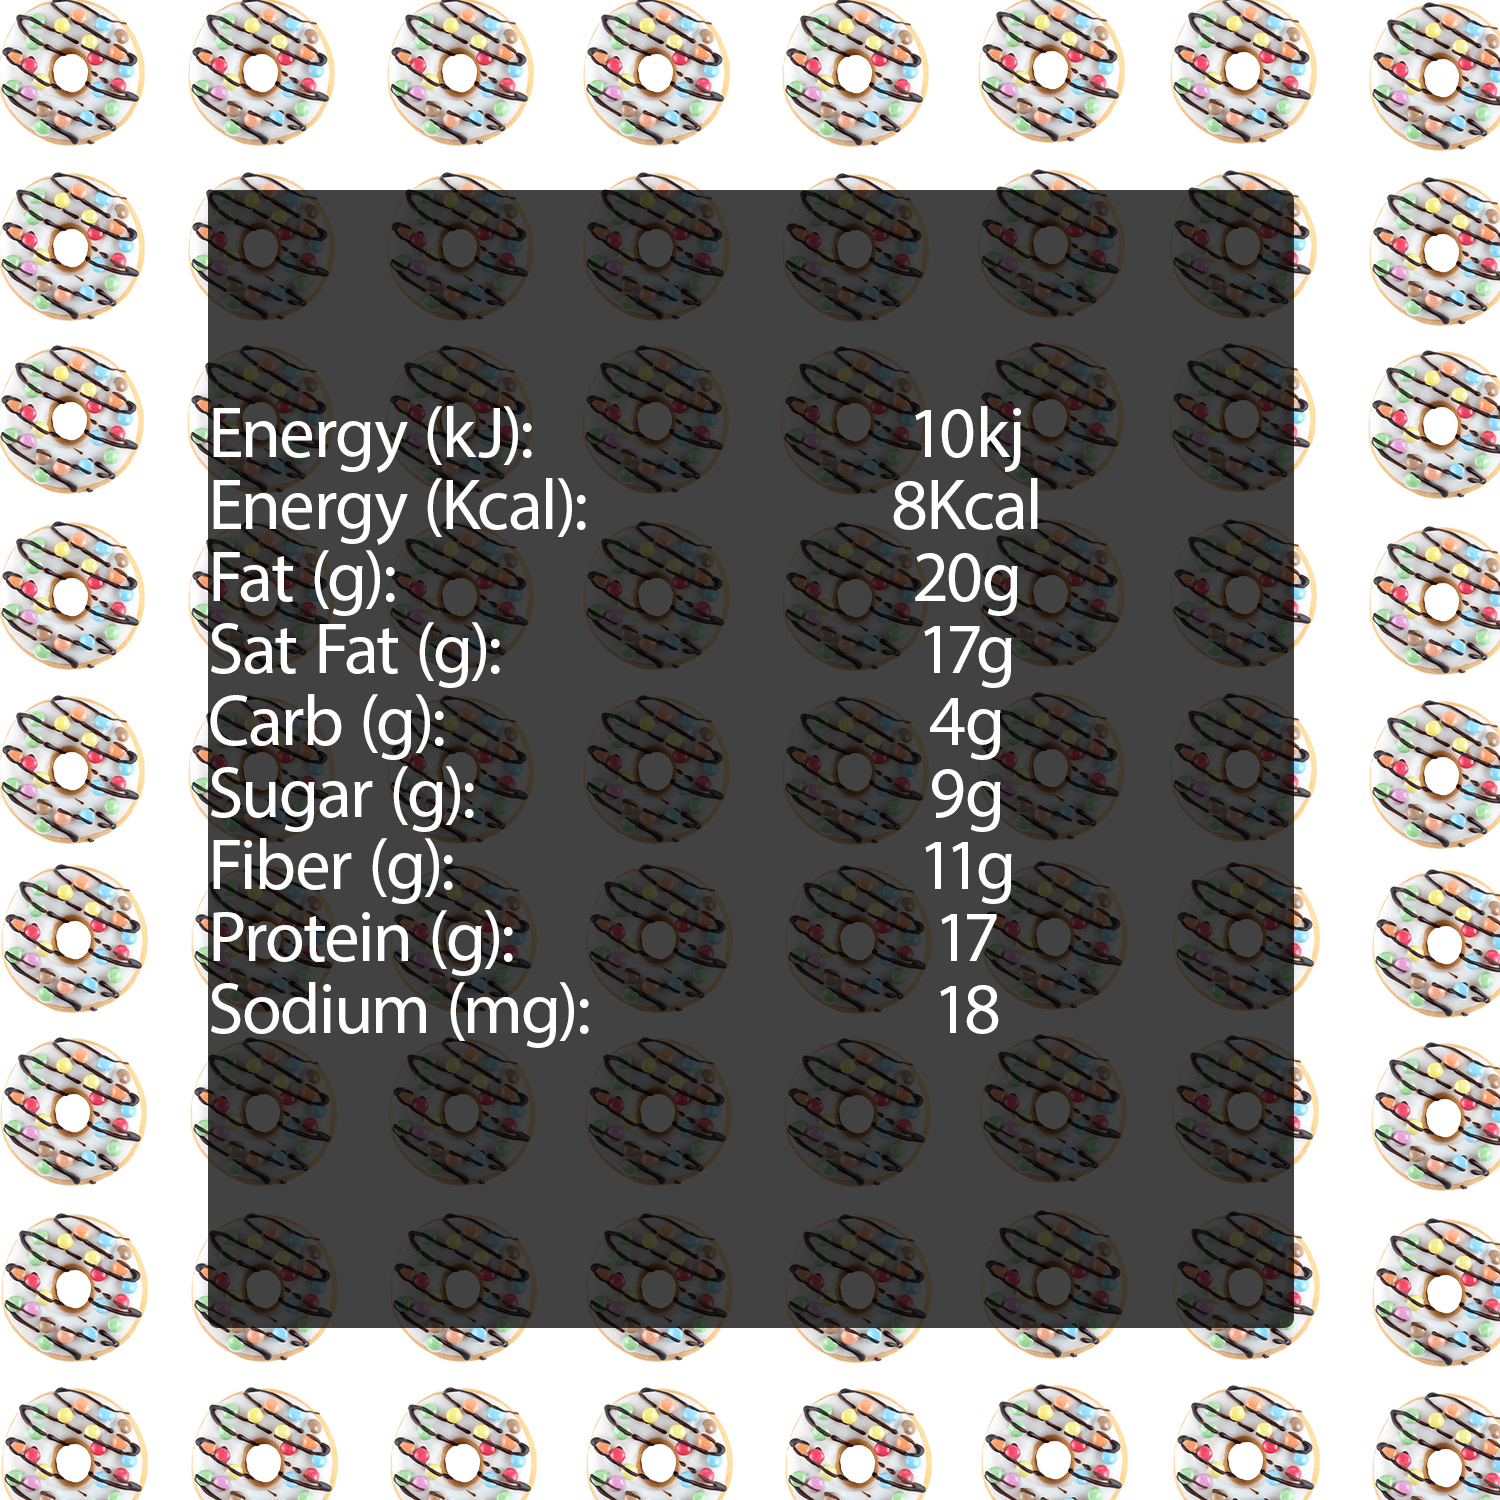 Energy (kJ): 10kj
Energy (Kcal): 8Kcal
Fat (g): 20g
Sat Fat (g): 17g
Carb (g): 4g
Sugar (g): 9g
Fiber (g): 11g
Protein (g): 17
Sodium (mg): 18